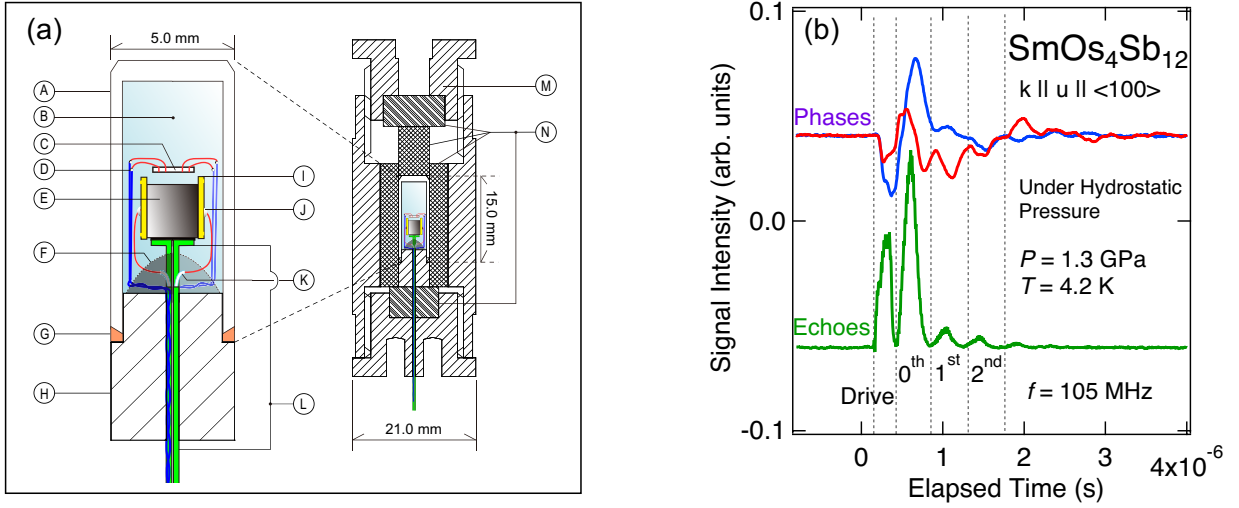 (a)
5.0 mm
A
B
C
D
E
F
G
H
I
J
K
L
M
N
15.0 mm
21.0 mm
(b)
0.1
0.0
-0.1
Signal Intensity (arb. units)
SmOs4Sb12
k || u || <100>
Phases
Under Hydrostatic
Pressure
P = 1.3 GPa
T = 4.2 K
Echoes
Drive
0th
1st
2nd
f = 105 MHz
0
1
2
3
4x10-6
Elapsed Time (s)